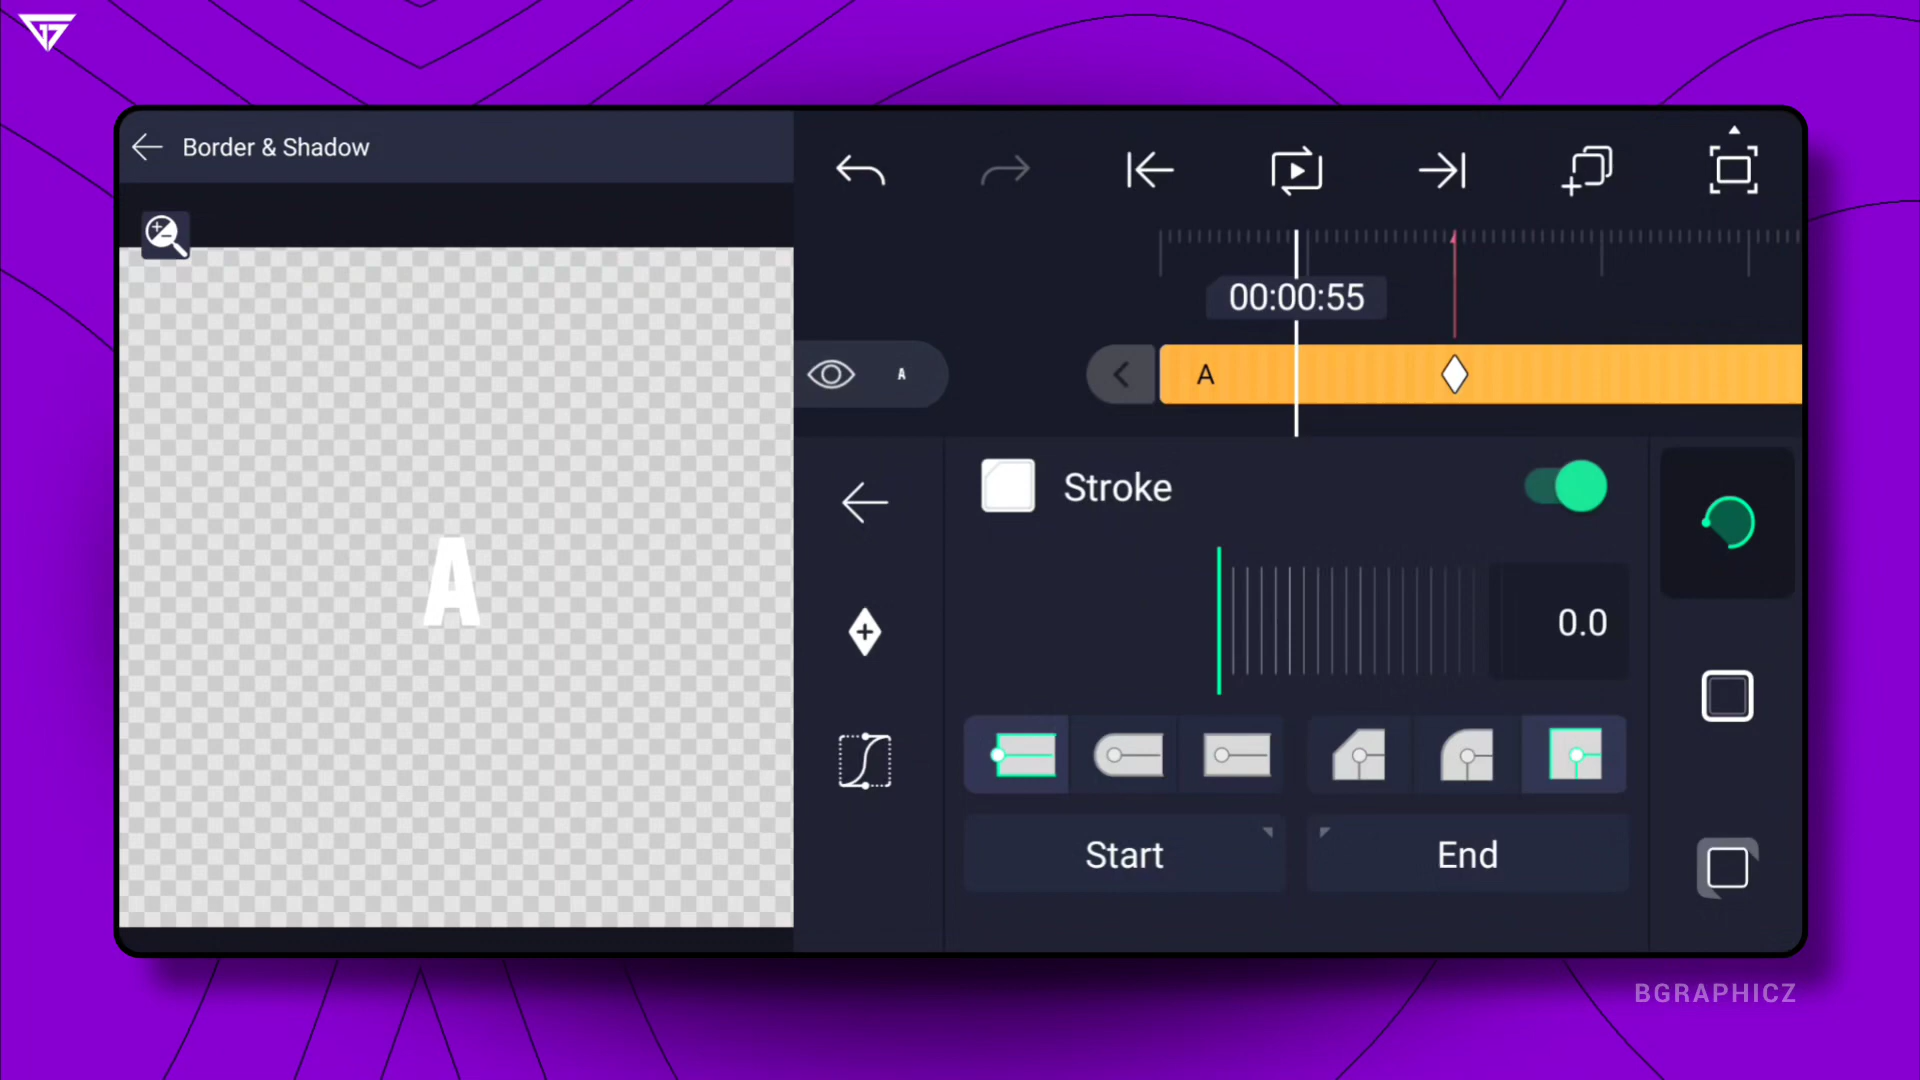 Border & Shadow
00:00:55
A
A
Stroke
A
0.0
Start
End
BGRAPHICZ